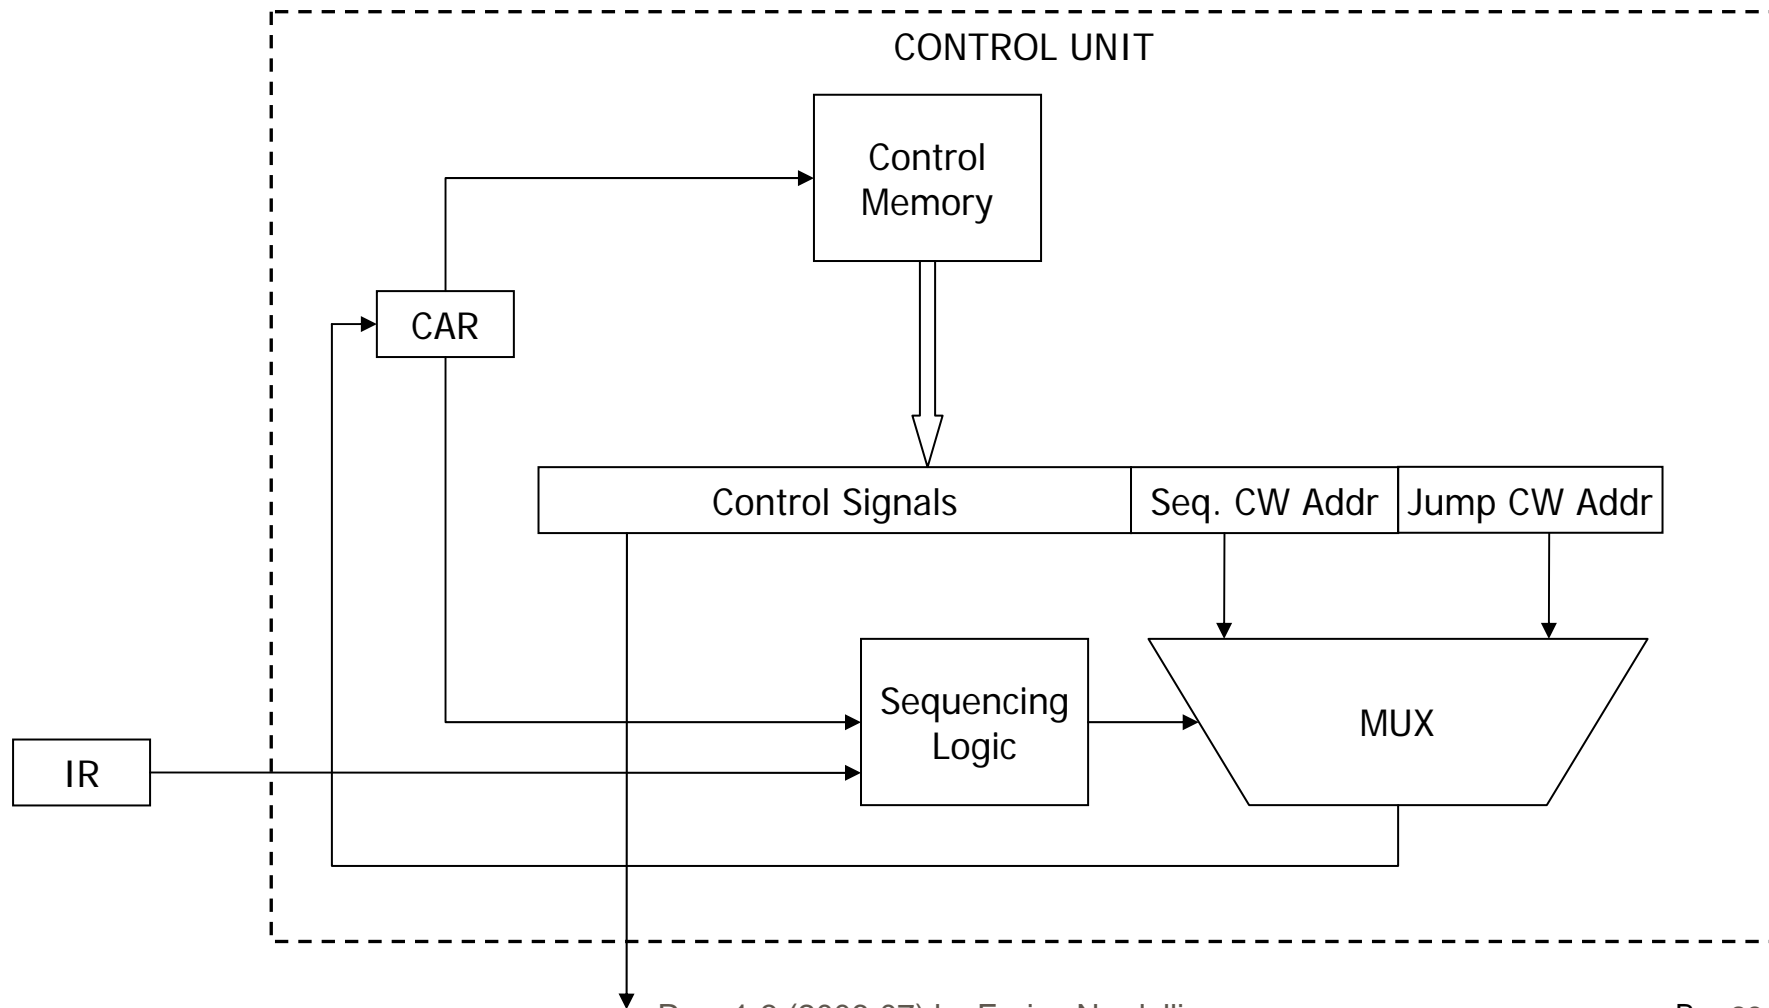 CONTROL UNIT
Control
Memory
CAR
Control Signals
Seq. CW Addr
Jump CW Addr
Sequencing
Logic
MUX
IR